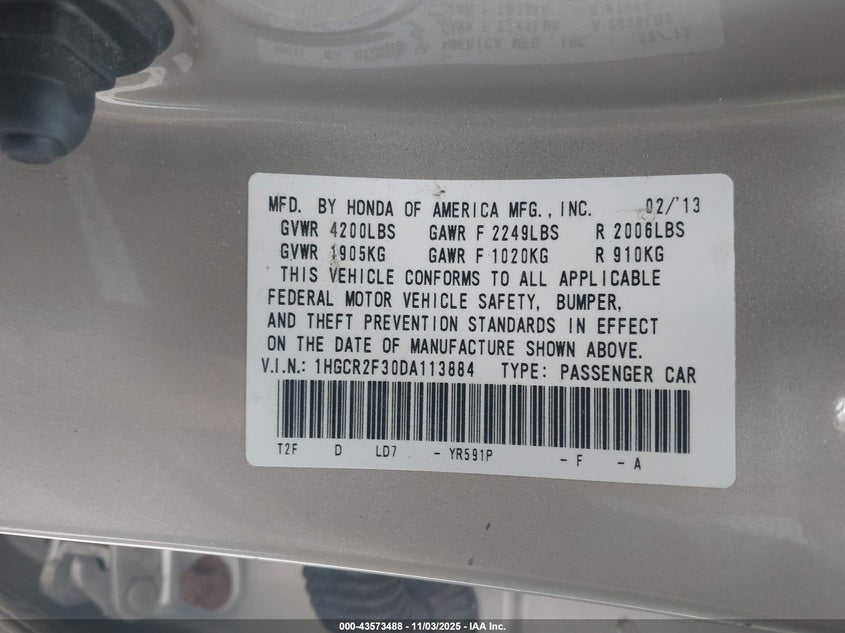 MFD. BY HONDA OF AMERICA MFG., INC. 02/'13
GVWR 4200LBS GAWR F 2249LBS R 2006LBS
GVWR 1905KG GAWR F 1020KG R 910KG
THIS VEHICLE CONFORMS TO ALL APPLICABLE
FEDERAL MOTOR VEHICLE SAFETY, BUMPER,
AND THEFT PREVENTION STANDARDS IN EFFECT
ON THE DATE OF MANUFACTURE SHOWN ABOVE.
V.I.N.: 1HGCR2F30DA113884 TYPE: PASSENGER CAR
T2F D LD7 - YR591P - F - A
000-43573488 - 11/03/2025 - IAA Inc.